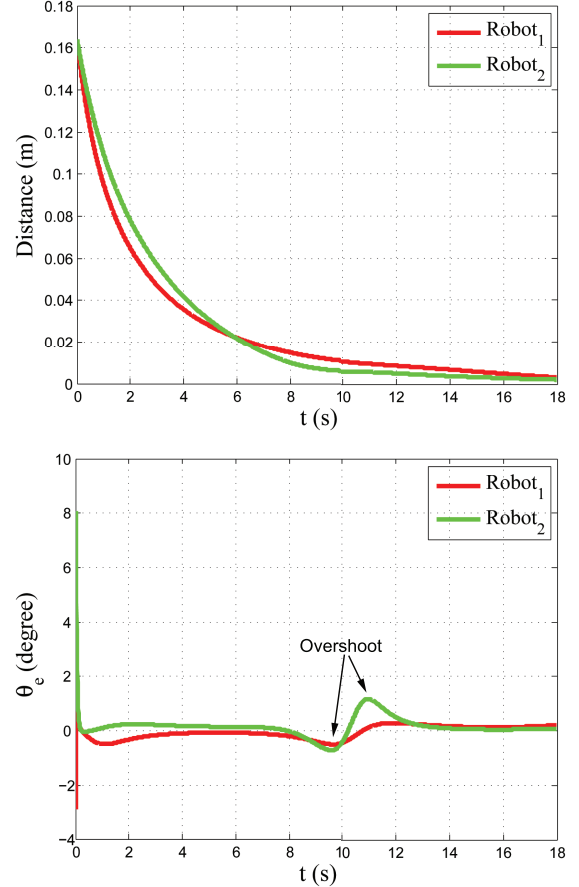 0.18
0.16
0.14
0.12
0.1
0.08
0.06
0.04
0.02
0
Distance (m)
Robot1
Robot2
0 2 4 6 8 10 12 14 16 18
t (s)
10
8
6
4
2
0
−2
−4
θe (degree)
Robot1
Robot2
Overshoot
0 2 4 6 8 10 12 14 16 18
t (s)